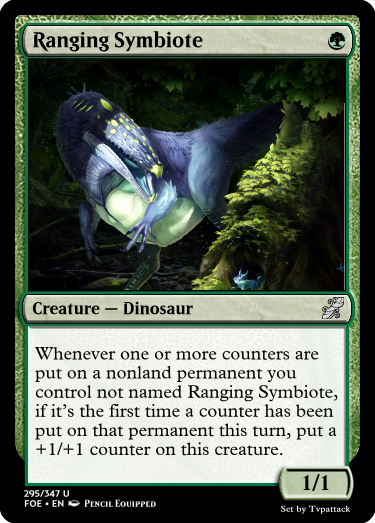 Ranging Symbiote
Creature — Dinosaur
Whenever one or more counters are
put on a nonland permanent you
control not named Ranging Symbiote,
if it's the first time a counter has been
put on that permanent this turn, put a
+1/+1 counter on this creature.
1/1
295/347 U
FOE • EN Pencil Equipped
Set by Tvpattack